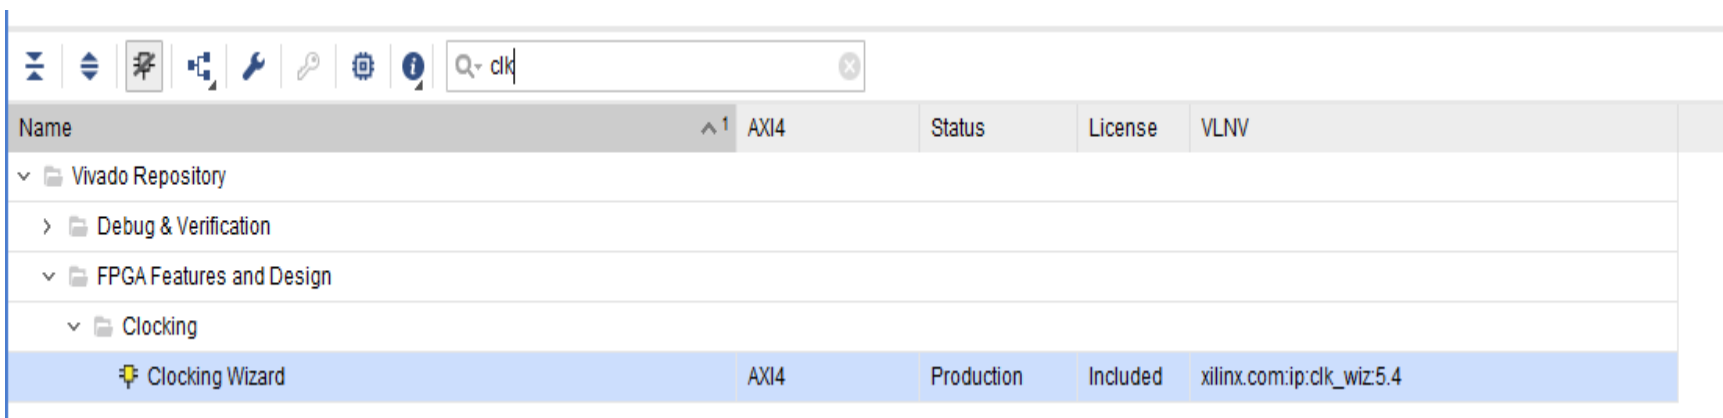 clk
Name 1 AXI4 Status License VLNV
Vivado Repository
Debug & Verification
FPGA Features and Design
Clocking
Clocking Wizard AXI4 Production Included xilinx.com:ip:clk_wiz:5.4